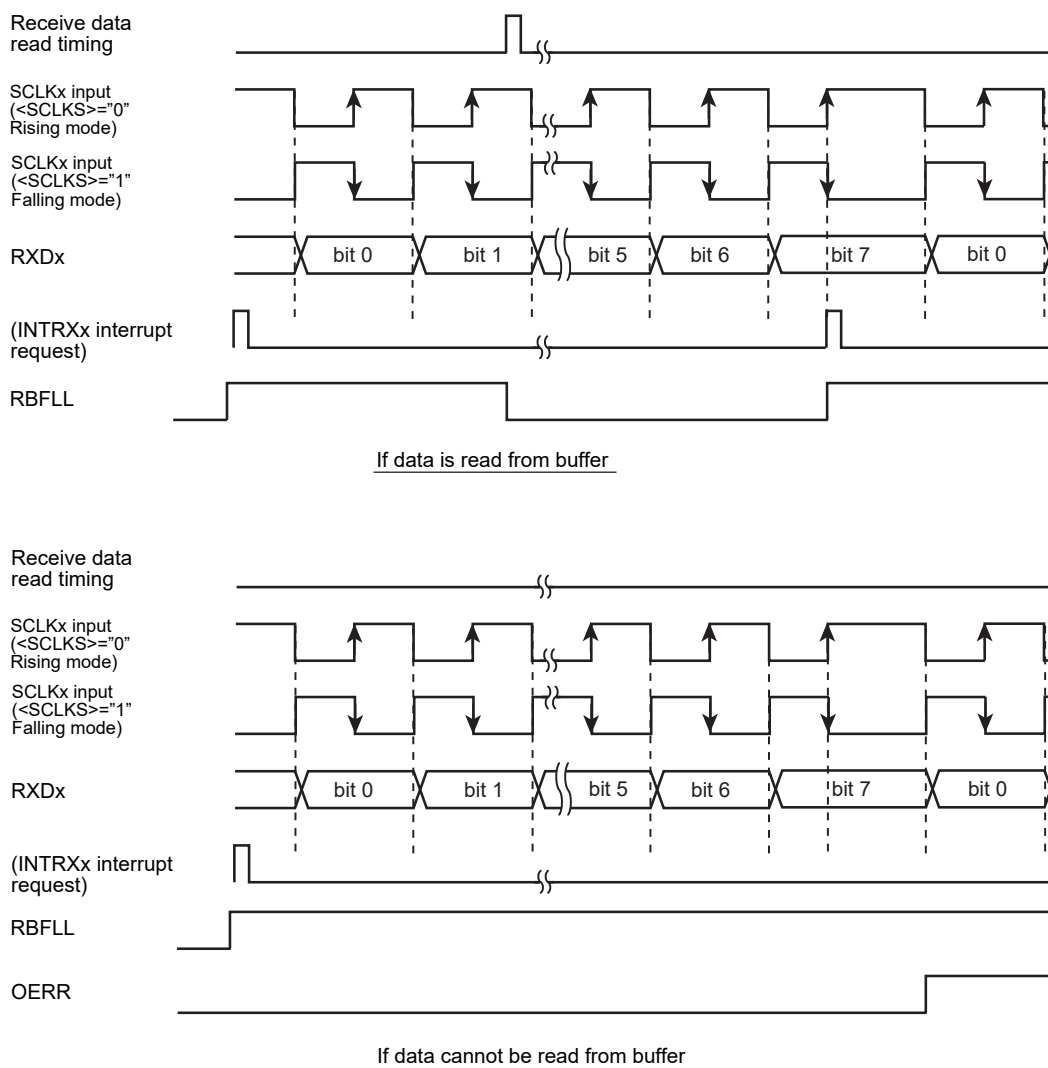 Receive data
read timing
SCLKx input
(<SCLKS>="0"
Rising mode)
SCLKx input
(<SCLKS>="1"
Falling mode)
RXDx
bit 0
bit 1
bit 5
bit 6
bit 7
bit 0
(INTRXx interrupt
request)
RBFLL
If data is read from buffer
Receive data
read timing
SCLKx input
(<SCLKS>="0"
Rising mode)
SCLKx input
(<SCLKS>="1"
Falling mode)
RXDx
bit 0
bit 1
bit 5
bit 6
bit 7
bit 0
(INTRXx interrupt
request)
RBFLL
OERR
If data cannot be read from buffer